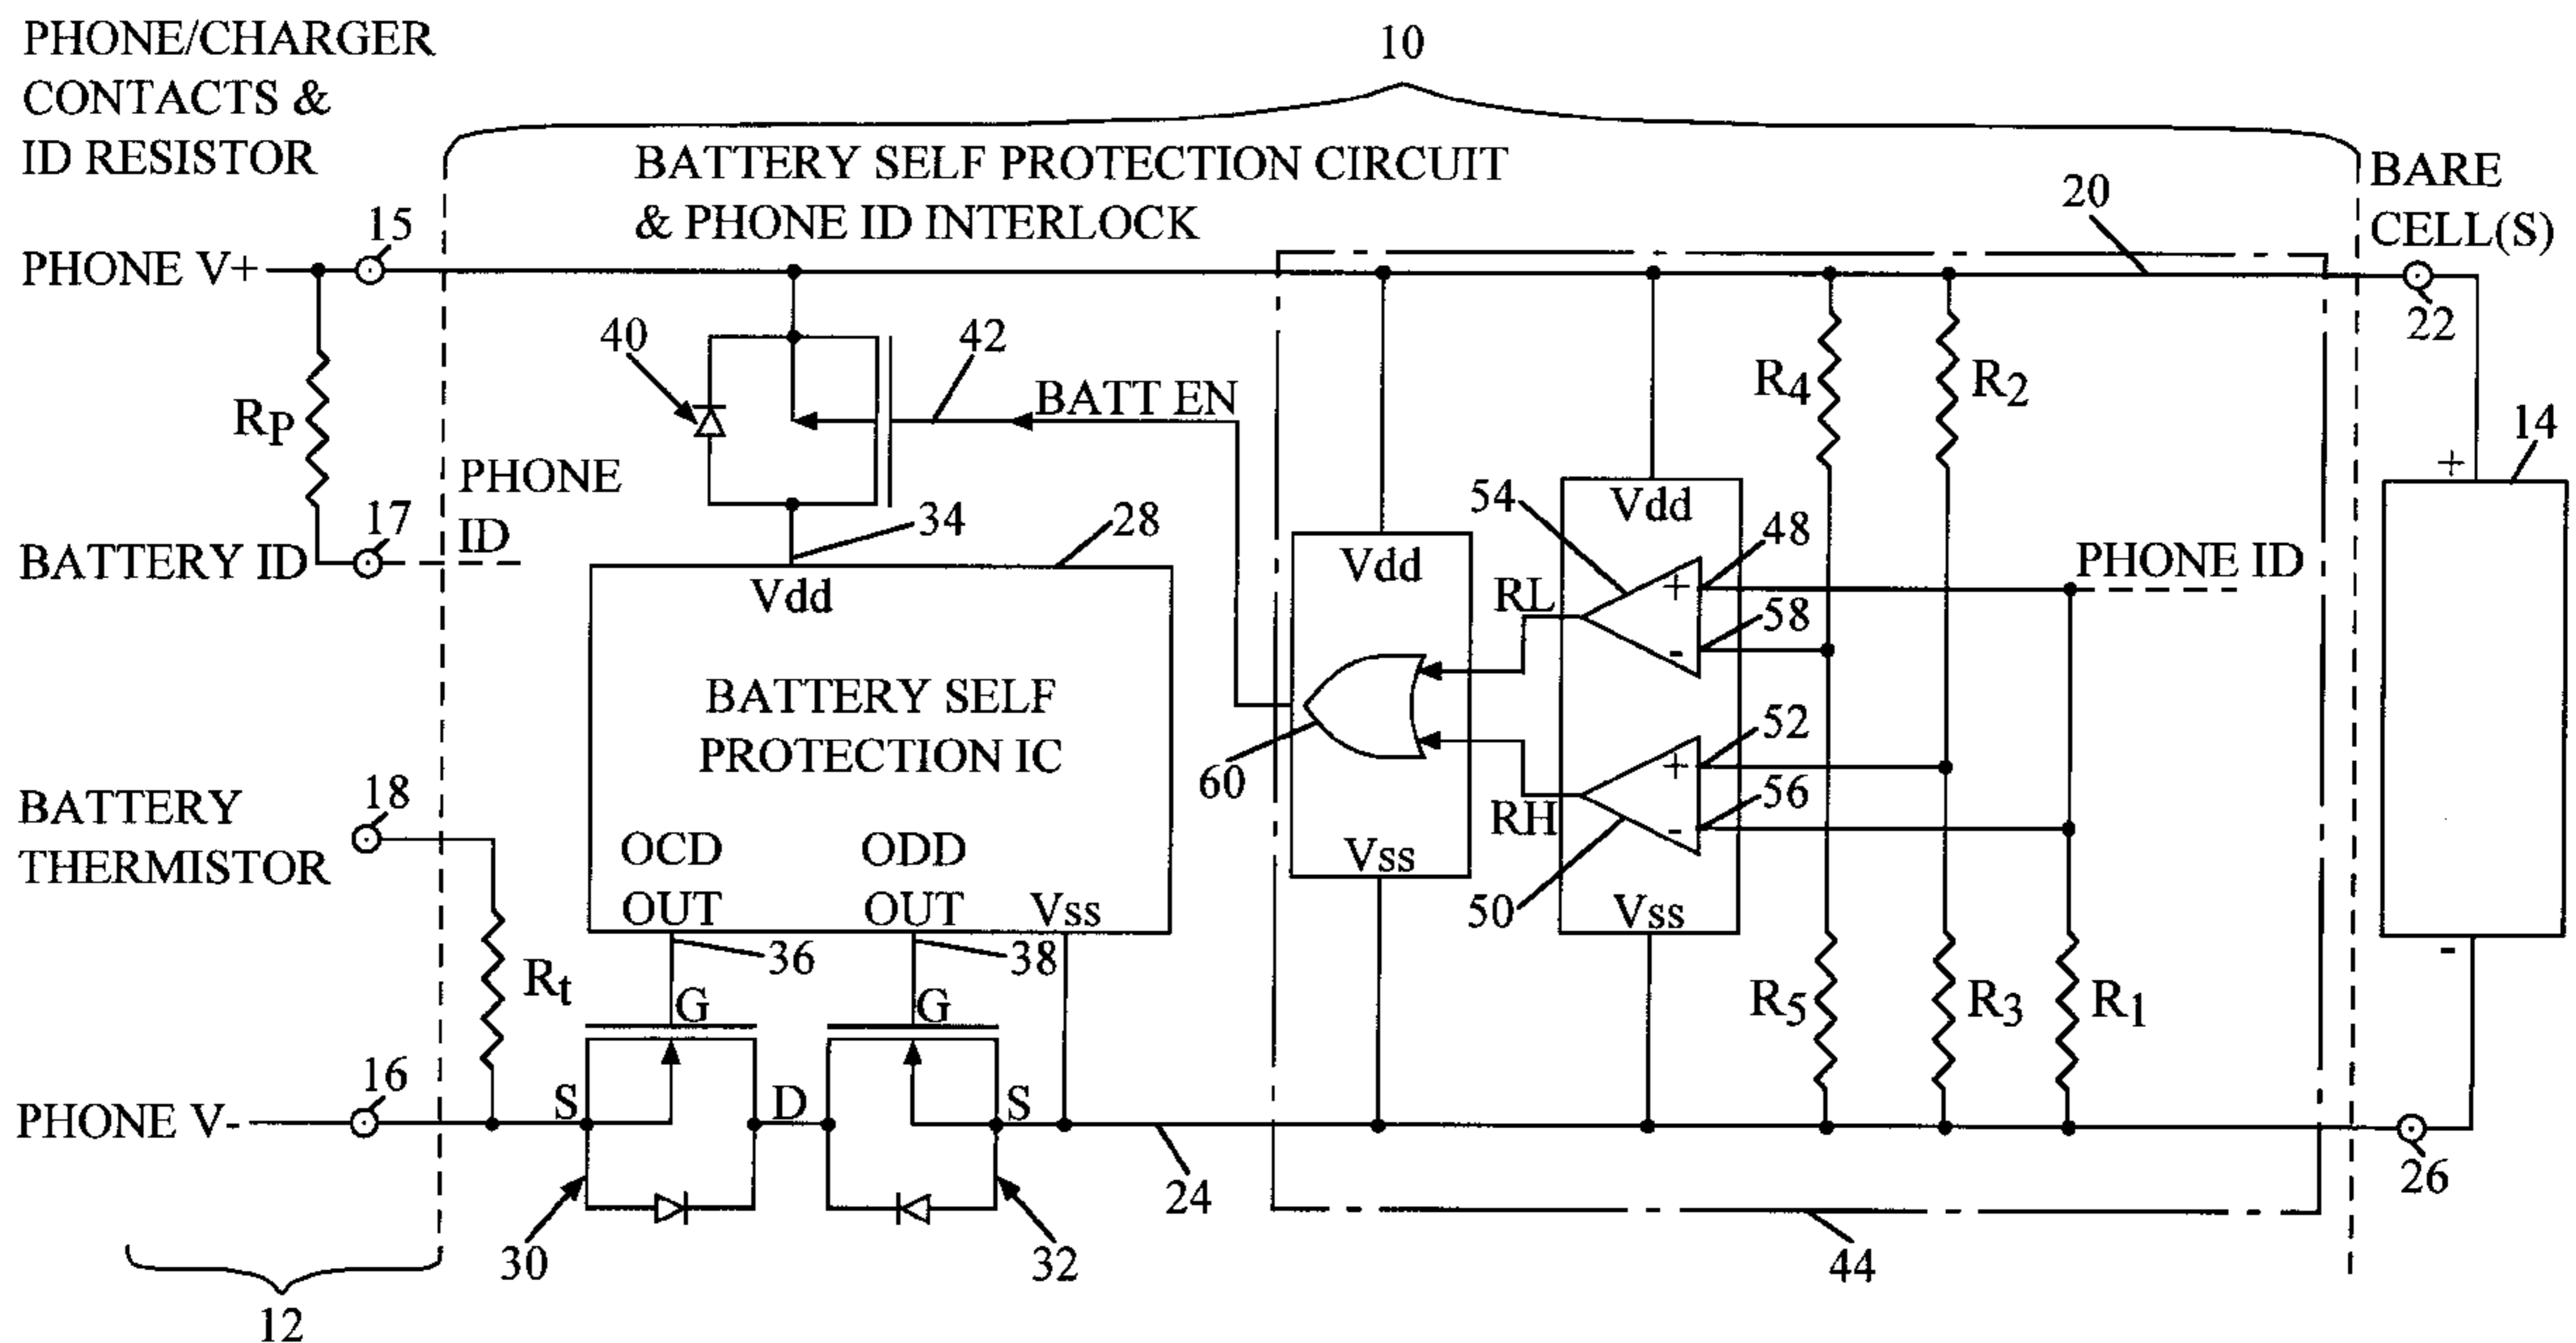 PHONE/CHARGER
CONTACTS &
ID RESISTOR
10
BATTERY SELF PROTECTION CIRCUIT
& PHONE ID INTERLOCK
BARE
CELL(S)
20
15
PHONE V+
22
40
42
BATT EN
R4
R2
RP
14
+
PHONE
ID
17
BATTERY ID
34
28
54
48
Vdd
Vdd
Vdd
PHONE ID
RL
+
58
-
BATTERY SELF
PROTECTION IC
60
52
+
56
-
RH
50
BATTERY
THERMISTOR
18
OCD
OUT
ODD
OUT
Vss
Vss
Vss
-
36
38
Rt
G
G
R5
R3
R1
16
PHONE V-
S
D
S
24
26
30
32
44
12